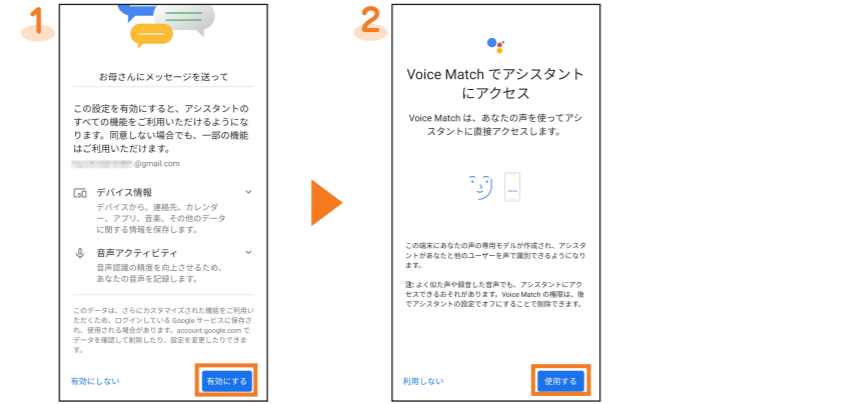 1
お母さんにメッセージを送って
この設定を有効にすると、アシスタントの
すべての機能をご利用いただけるようにな
ります。同意しない場合でも、一部の機能
はご利用いただけます。
@gmail.com
デバイス情報
デバイスから、連絡先、カレンダ
ー、アプリ、音楽、その他のデータ
に関する情報を保存します。
音声アクティビティ
音声認識の精度を向上させるため、
あなたの音声を記録します。
このデータは、さらにカスタマイズされた機能をご利用い
ただくため、ログインしている Google サービスに保存さ
れ、使用される場合があります。account.google.com で
データを確認して削除したり、設定を変更したりできま
す。
有効にしない
有効にする
2
Voice Match でアシスタント
にアクセス
Voice Match は、あなたの声を使ってアシ
スタントに直接アクセスします。
この端末にあなたの声の専用モデルが作成され、アシスタ
ントがあなたと他のユーザーを声で識別できるようになり
ます。
注: よく似た声や録音した音声でも、アシスタントにアク
セスできるおそれがあります。Voice Match の権限は、後
でアシスタントの設定でオフにすることで削除できます。
利用しない
使用する